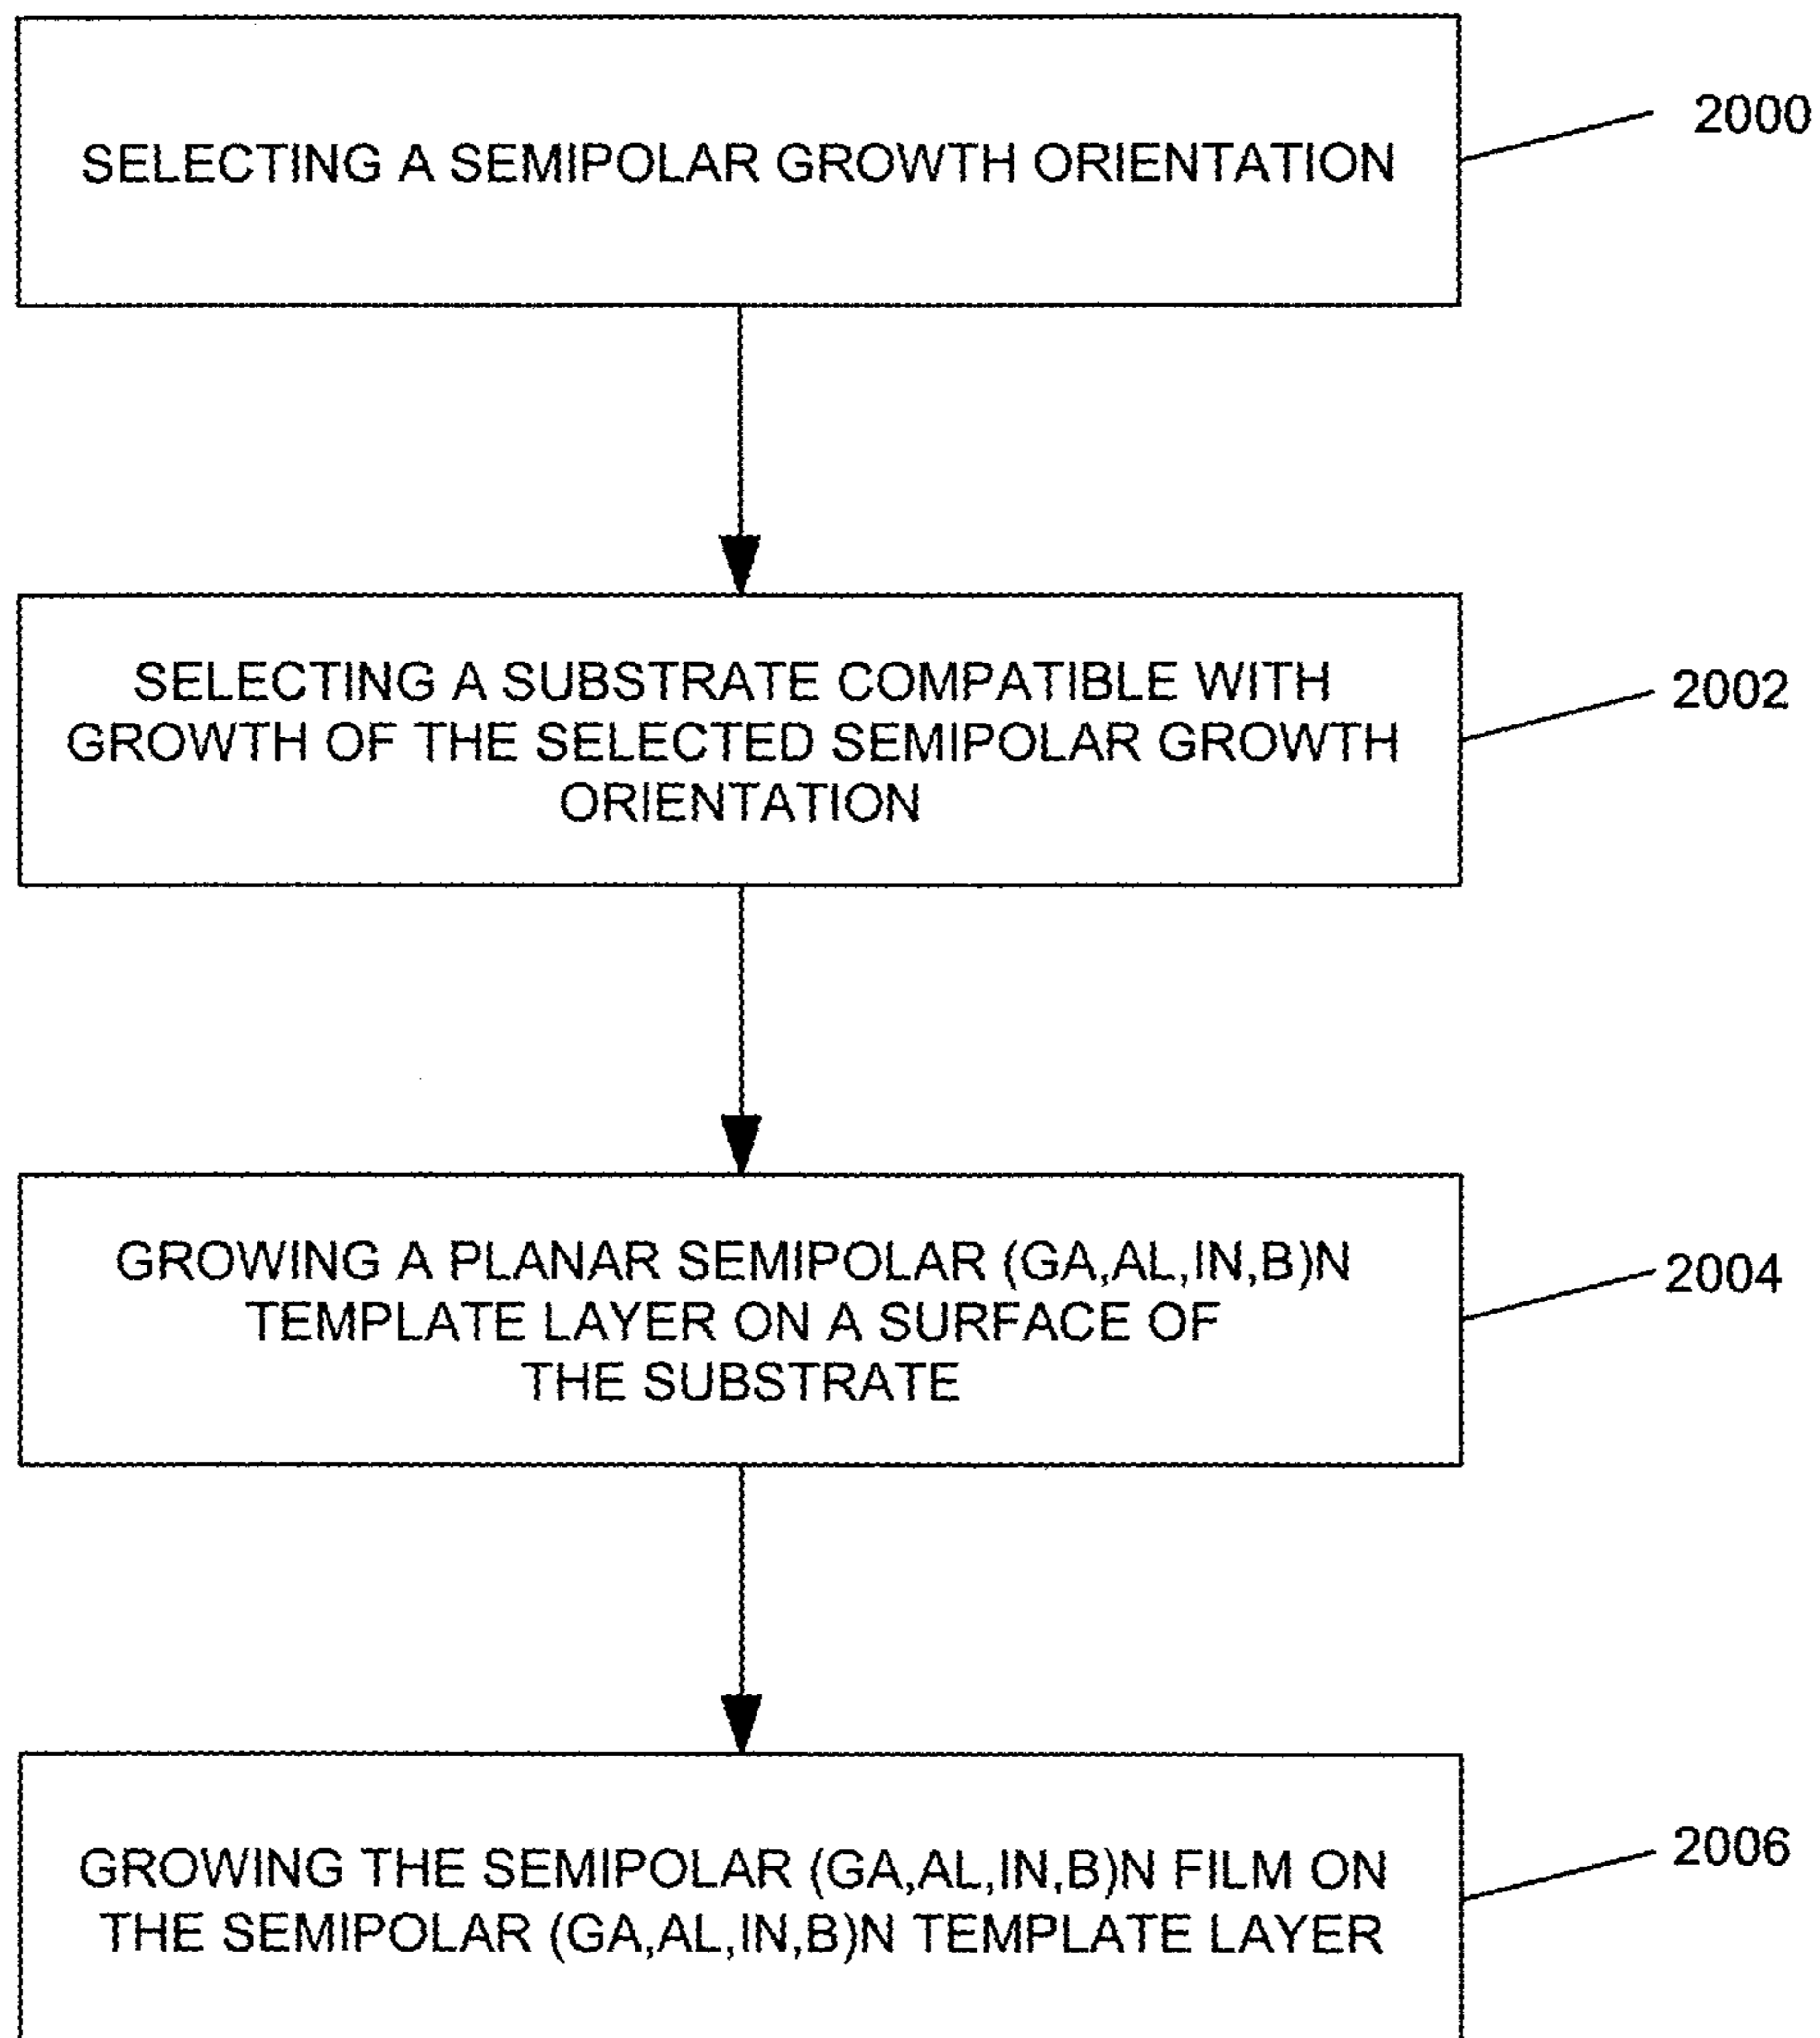 SELECTING A SEMIPOLAR GROWTH ORIENTATION
2000
SELECTING A SUBSTRATE COMPATIBLE WITH
GROWTH OF THE SELECTED SEMIPOLAR GROWTH
ORIENTATION
2002
GROWING A PLANAR SEMIPOLAR (GA,AL,IN,B)N
TEMPLATE LAYER ON A SURFACE OF
THE SUBSTRATE
2004
GROWING THE SEMIPOLAR (GA,AL,IN,B)N FILM ON
THE SEMIPOLAR (GA,AL,IN,B)N TEMPLATE LAYER
2006